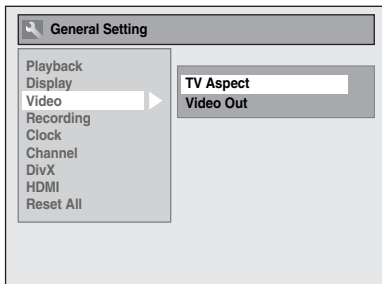 General Setting
Playback
Display
Video
Recording
Clock
Channel
DivX
HDMI
Reset All
TV Aspect
Video Out